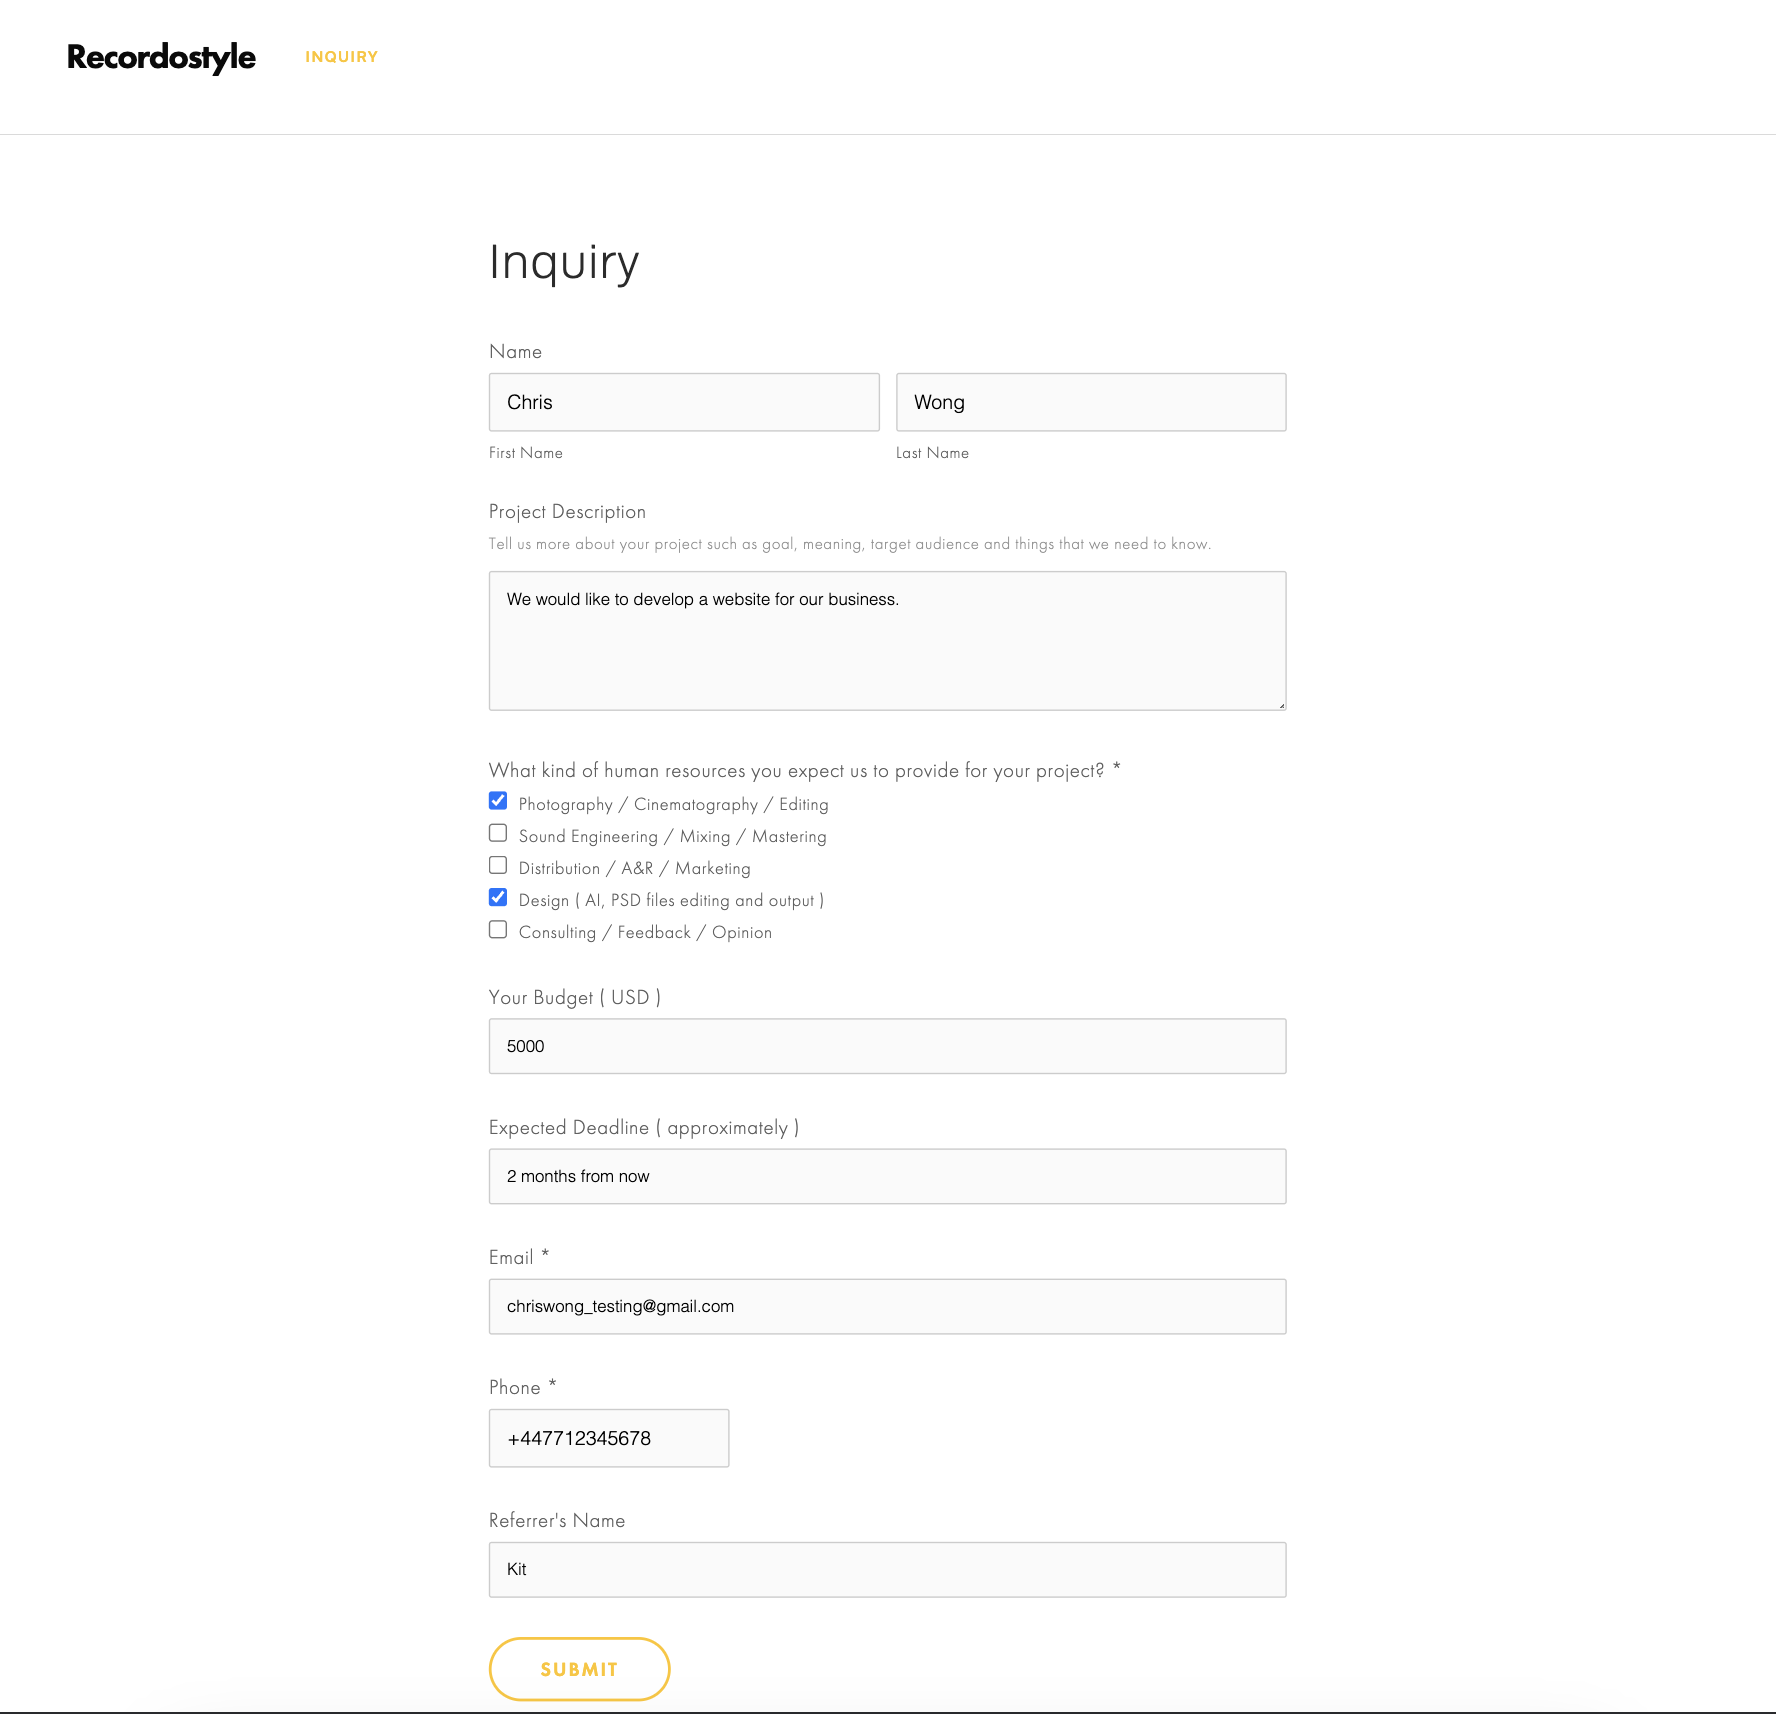 Recordostyle
INQUIRY
Inquiry
Name
Chris
Wong
First Name
Last Name
Project Description
Tell us more about your project such as goal, meaning, target audience and things that we need to know.
We would like to develop a website for our business.
What kind of human resources you expect us to provide for your project? *
Photography / Cinematography / Editing
Sound Engineering / Mixing / Mastering
Distribution / A&R / Marketing
Design ( AI, PSD files editing and output )
Consulting / Feedback / Opinion
Your Budget ( USD )
5000
Expected Deadline ( approximately )
2 months from now
Email *
chriswong_testing@gmail.com
Phone *
+447712345678
Referrer's Name
Kit
SUBMIT